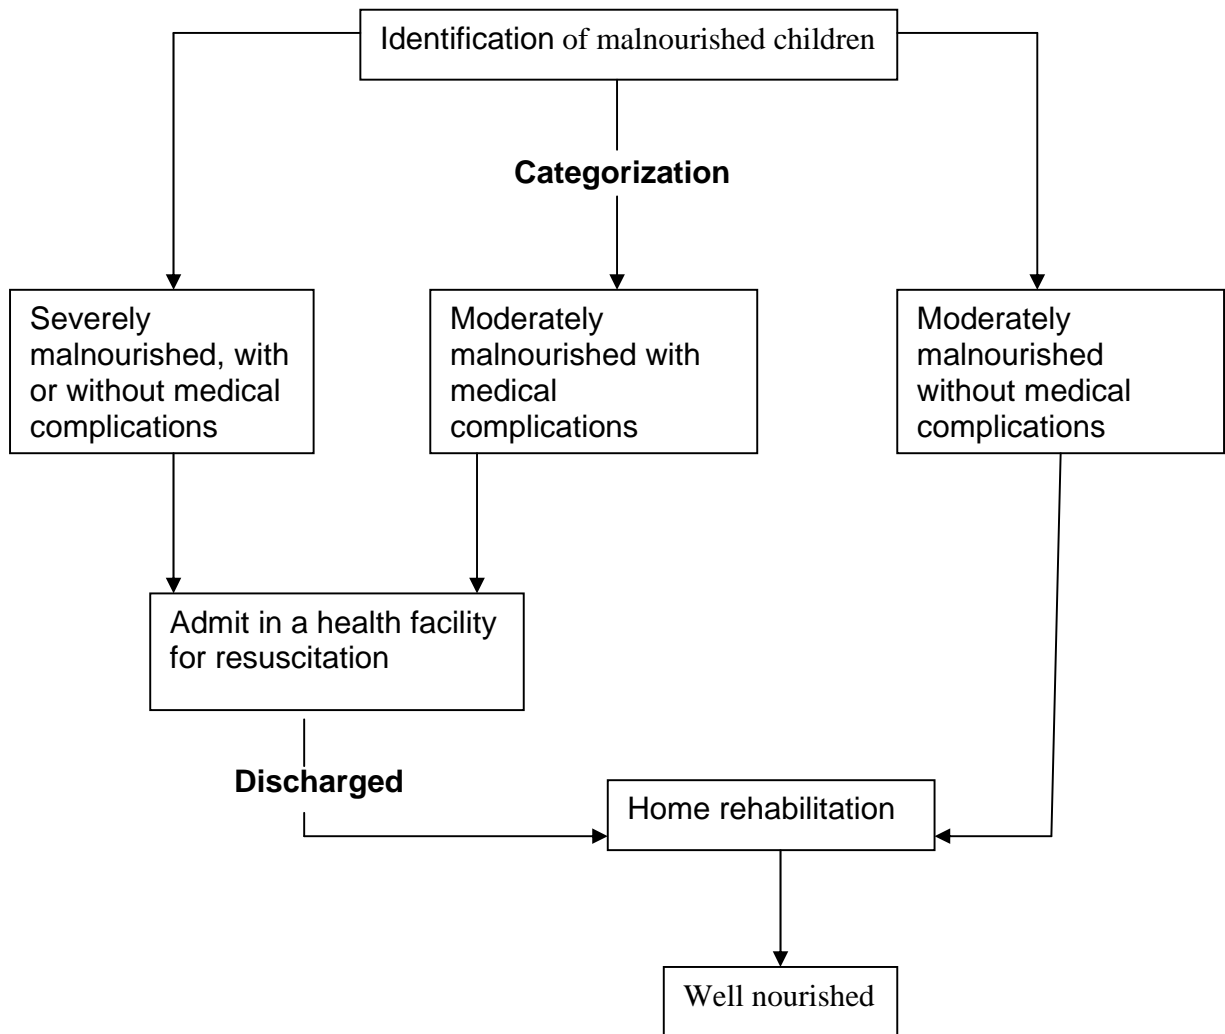 Identification of malnourished children
Categorization
Severely
malnourished, with
or without medical
complications
Moderately
malnourished with
medical
complications
Moderately
malnourished
without medical
complications
Admit in a health facility
for resuscitation
Discharged
Home rehabilitation
Well nourished